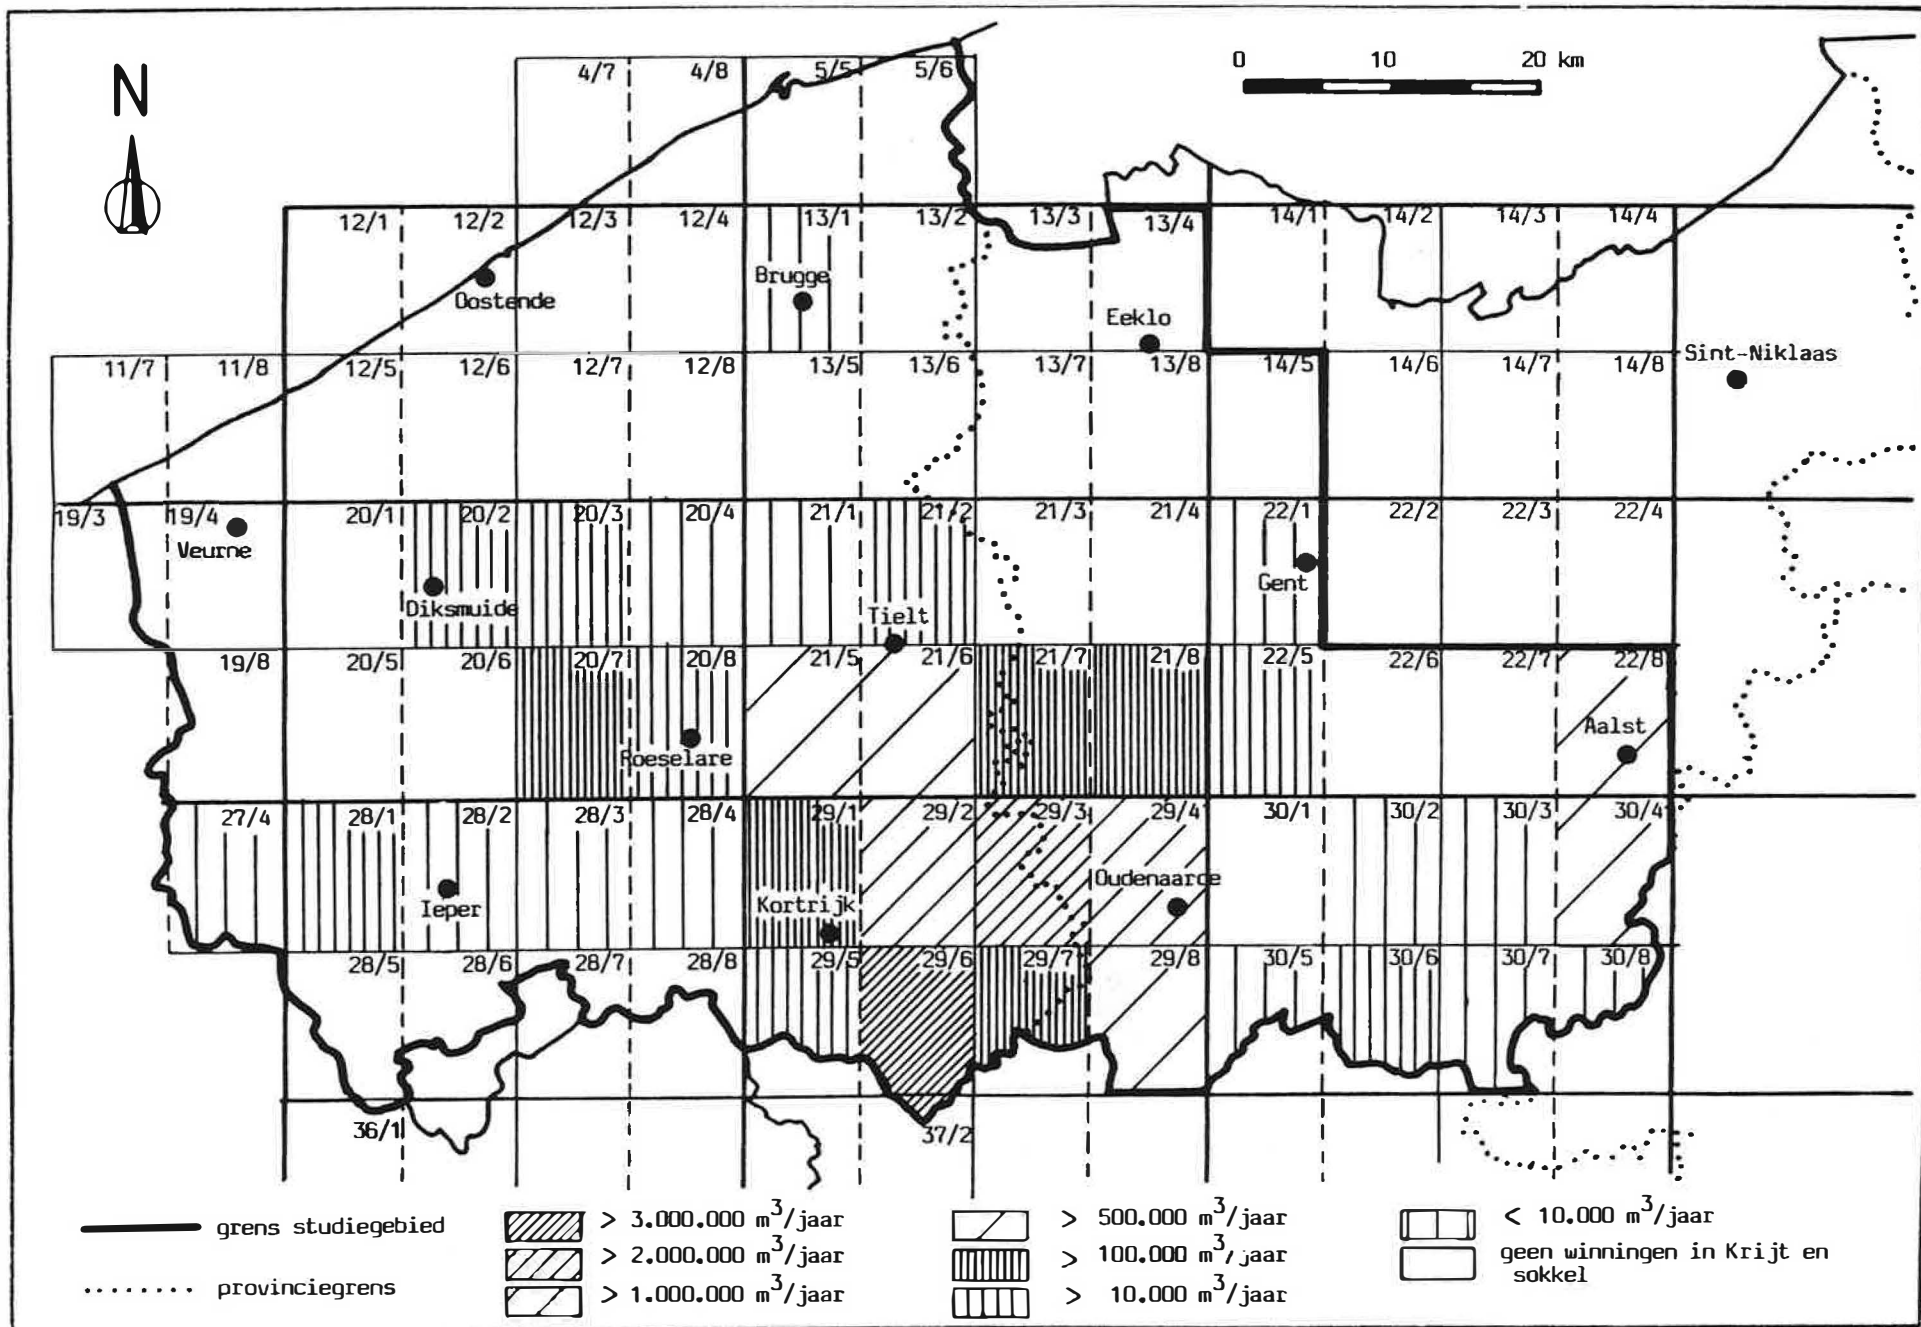 N
0 10 20 km
4/7 4/8 5/5 5/6
12/1 12/2 12/3 12/4 13/1 13/2 13/3 13/4 14/1 14/2 14/3 14/4
Brugge
Oostende
Eeklo
Sint-Niklaas
11/7 11/8 12/5 12/6 12/7 12/8 13/5 13/6 13/7 13/8 14/5 14/6 14/7 14/8
19/3 19/4 20/1 20/2 20/3 20/4 21/1 21/2 21/3 21/4 22/1 22/2 22/3 22/4
Veurne
Gent
Diksmuide
Tielt
19/8 20/5 20/6 20/7 20/8 21/5 21/6 21/7 21/8 22/5 22/6 22/7 22/8
Aalst
Roeselare
27/4 28/1 28/2 28/3 28/4 29/1 29/2 29/3 29/4 30/1 30/2 30/3 30/4
Oudenaarde
Ieper
Kortrijk
28/5 28/6 28/7 28/8 29/5 29/6 29/7 29/8 30/5 30/6 30/7 30/8
36/1 37/2
grens studiegebied
provinciegrens
> 3.000.000 m³/jaar
> 2.000.000 m³/jaar
> 1.000.000 m³/jaar
> 500.000 m³/jaar
> 100.000 m³/jaar
> 10.000 m³/jaar
< 10.000 m³/jaar
geen winningen in Krijt en
sokkel